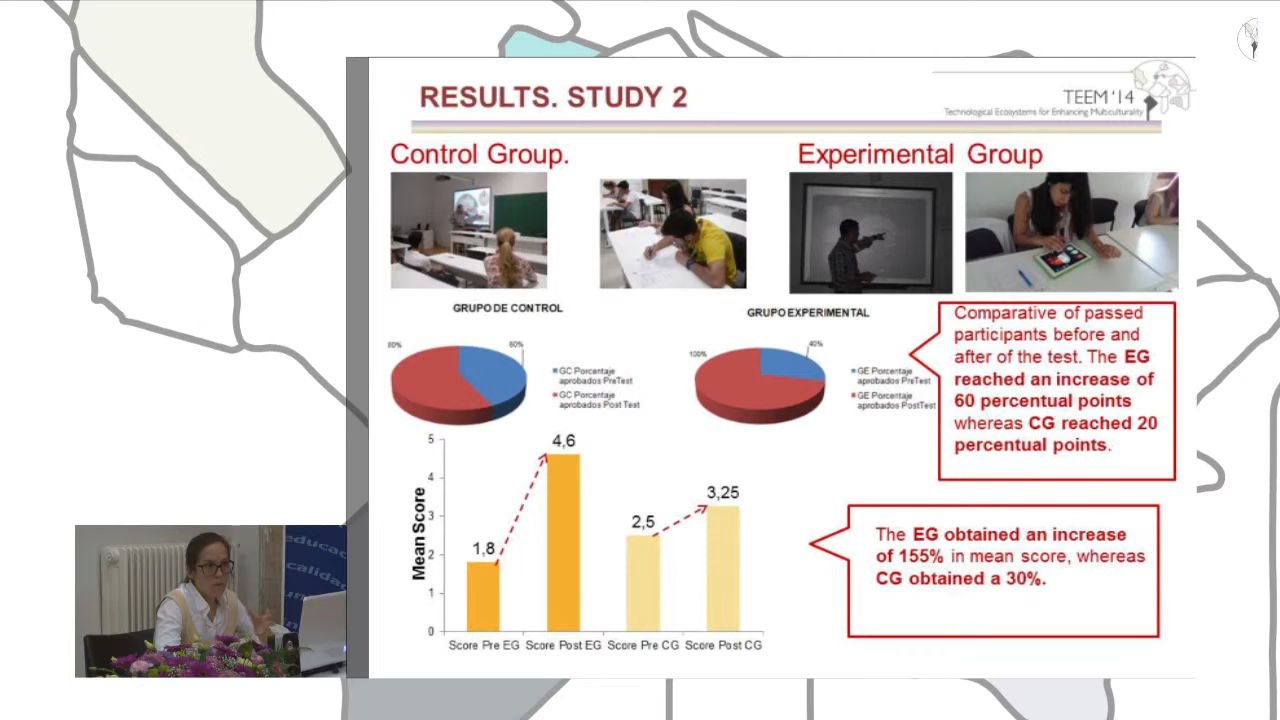 RESULTS. STUDY 2
TEEM '14
Technological Ecosystems for Enhancing Multiculturality
Control Group.
Experimental Group
GRUPO DE CONTROL
80%
60%
GC Porcentaje
aprobados PreTest
GC Porcentaje
aprobados Post Test
GRUPO EXPERIMENTAL
100%
40%
GE Porcentaje
aprobados PreTest
GE Porcentaje
aprobados PostTest
Comparative of passed
participants before and
after of the test. The EG
reached an increase of
60 percentual points
whereas CG reached 20
percentual points.
Mean Score
5
4
3
2
1
0
1,8
4,6
2,5
3,25
Score Pre EG
Score Post EG
Score Pre CG
Score Post CG
The EG obtained an increase
of 155% in mean score, whereas
CG obtained a 30%.
educac
calidad